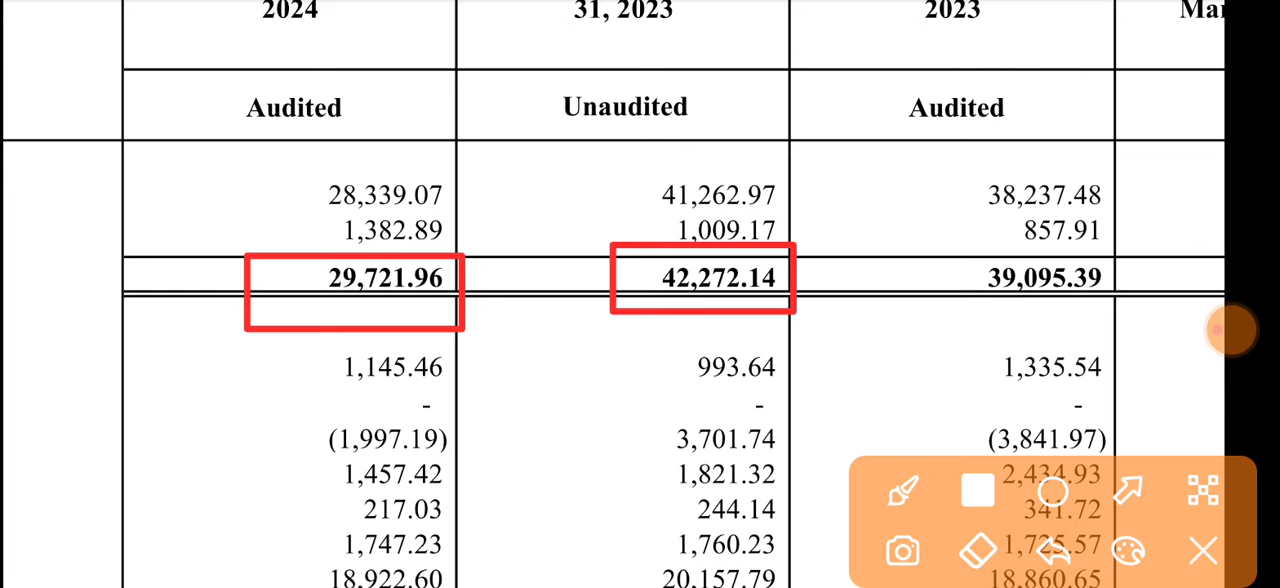 2024 31, 2023 2023
Audited Unaudited Audited
28,339.07 41,262.97 38,237.48
1,382.89 1,009.17 857.91
29,721.96 42,272.14 39,095.39
1,145.46 993.64 1,335.54
- - -
(1,997.19) 3,701.74 (3,841.97)
1,457.42 1,821.32 2,434.93
217.03 244.14 341.72
1,747.23 1,760.23 1,725.57
18,922.60 20,157.79 18,860.65